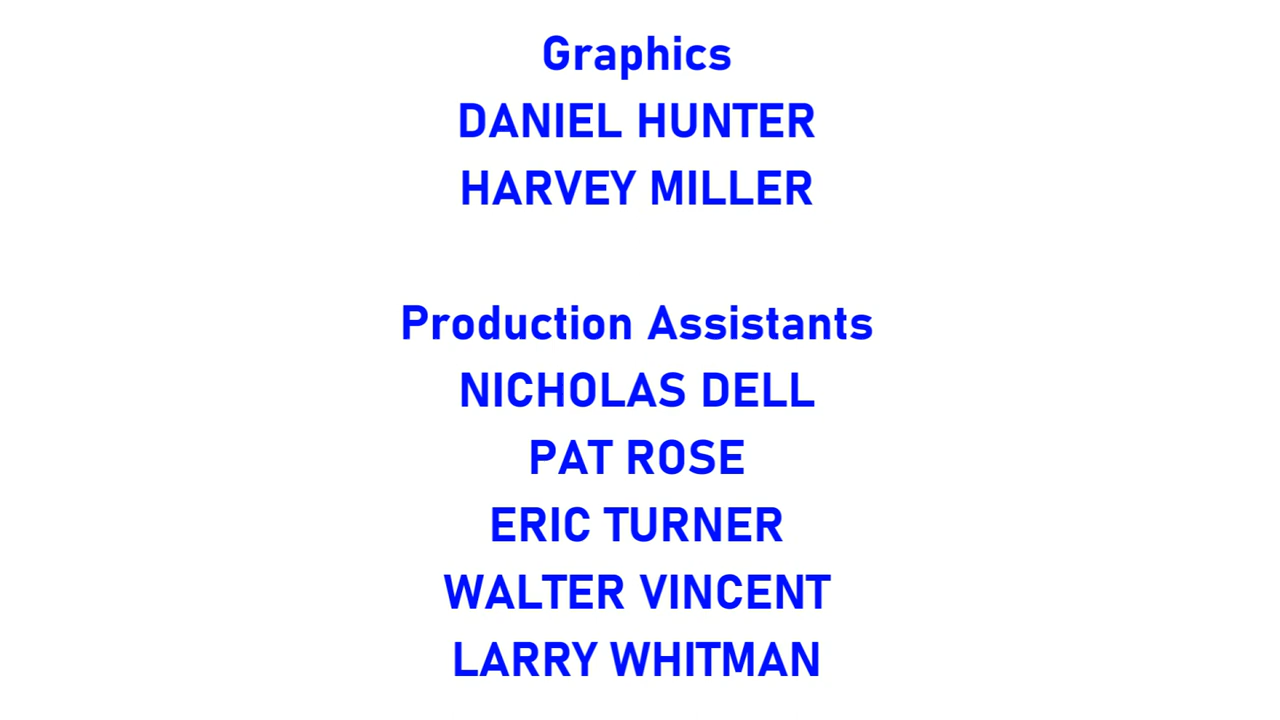 Graphics
DANIEL HUNTER
HARVEY MILLER
Production Assistants
NICHOLAS DELL
PAT ROSE
ERIC TURNER
WALTER VINCENT
LARRY WHITMAN